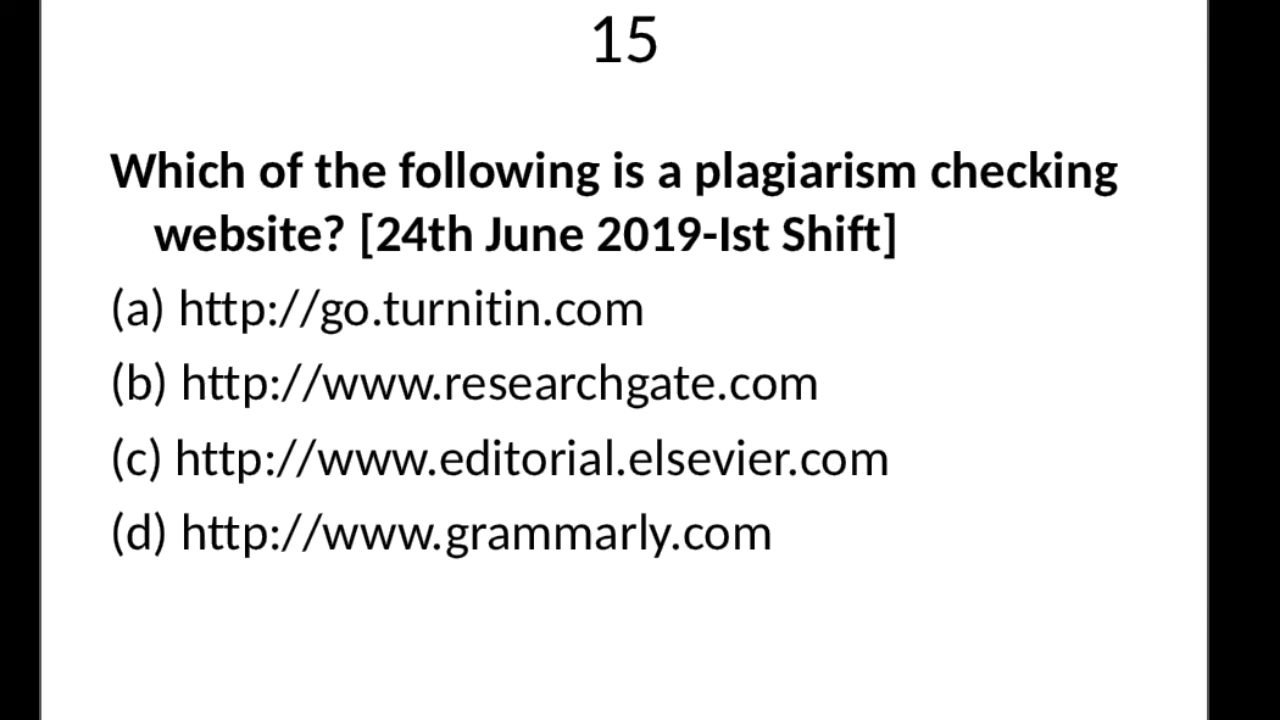 15
Which of the following is a plagiarism checking
website? [24th June 2019-Ist Shift]
(a) http://go.turnitin.com
(b) http://www.researchgate.com
(c) http://www.editorial.elsevier.com
(d) http://www.grammarly.com